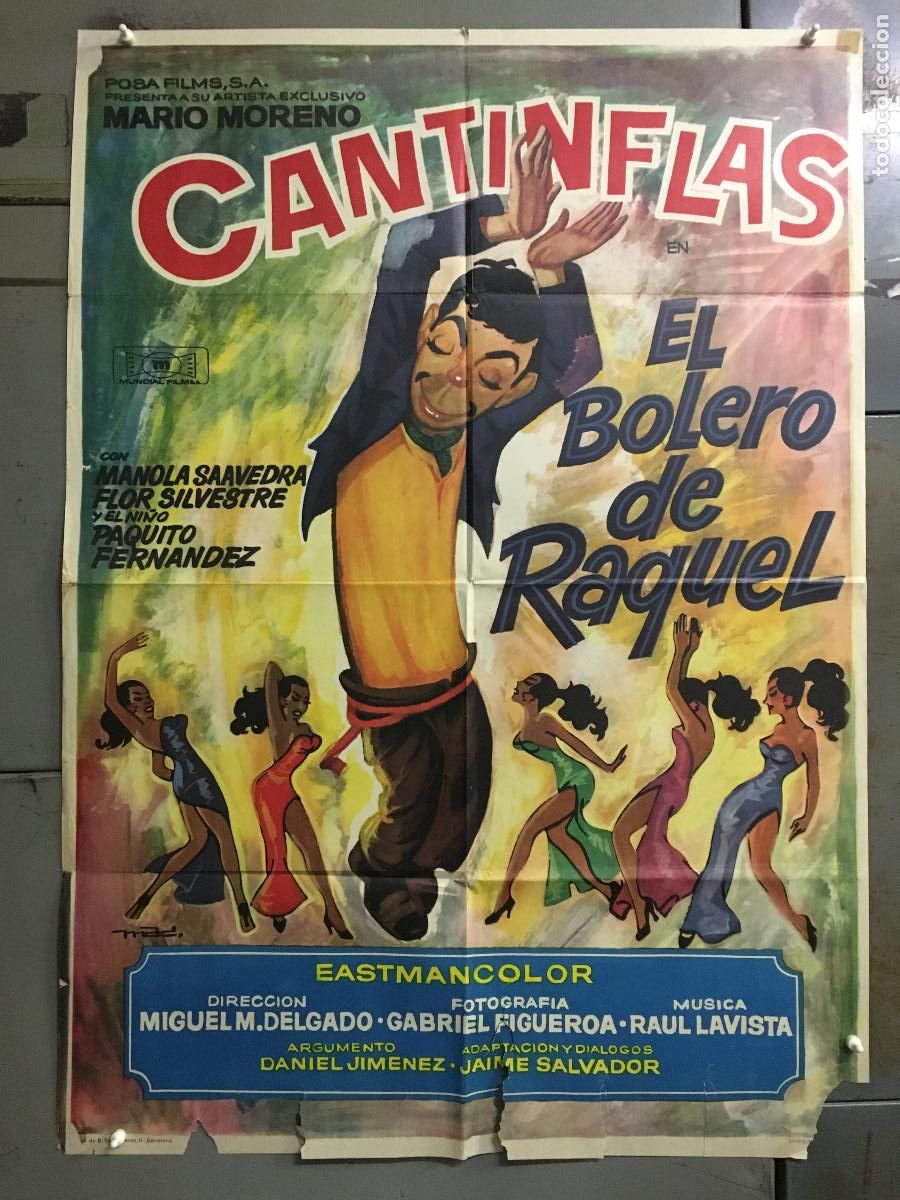 POSA FILMS, S.A.
PRESENTA A SU ARTISTA EXCLUSIVO
MARIO MORENO
CANTINFLAS
EN
EL
BOLERO
de
RAQUEL
MUNDIAL FILM
CON
MANOLA SAAVEDRA
FLOR SILVESTRE
Y EL NIÑO
PAQUITO
FERNANDEZ
EASTMANCOLOR
DIRECCION
MIGUEL M. DELGADO ·
FOTOGRAFIA
GABRIEL FIGUEROA ·
MUSICA
RAUL LAVISTA
ARGUMENTO
DANIEL JIMENEZ ·
ADAPTACION Y DIALOGOS
JAIME SALVADOR
Barcelona
todocoleccion